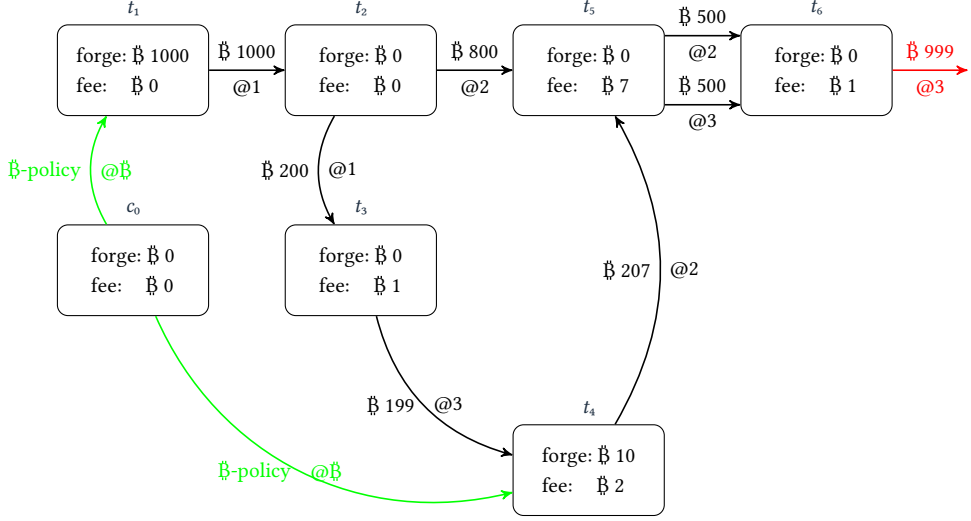 t₁
t₂
t₅
t₆
forge: ₿ 1000
fee: ₿ 0
₿ 1000
@1
forge: ₿ 0
fee: ₿ 0
₿ 800
@2
forge: ₿ 0
fee: ₿ 7
₿ 500
@2
₿ 500
@3
forge: ₿ 0
fee: ₿ 1
₿ 999
@3
₿-policy @₿
₿ 200 @1
c₀
t₃
forge: ₿ 0
fee: ₿ 0
forge: ₿ 0
fee: ₿ 1
₿ 207 @2
₿ 199 @3
t₄
₿-policy @₿
forge: ₿ 10
fee: ₿ 2